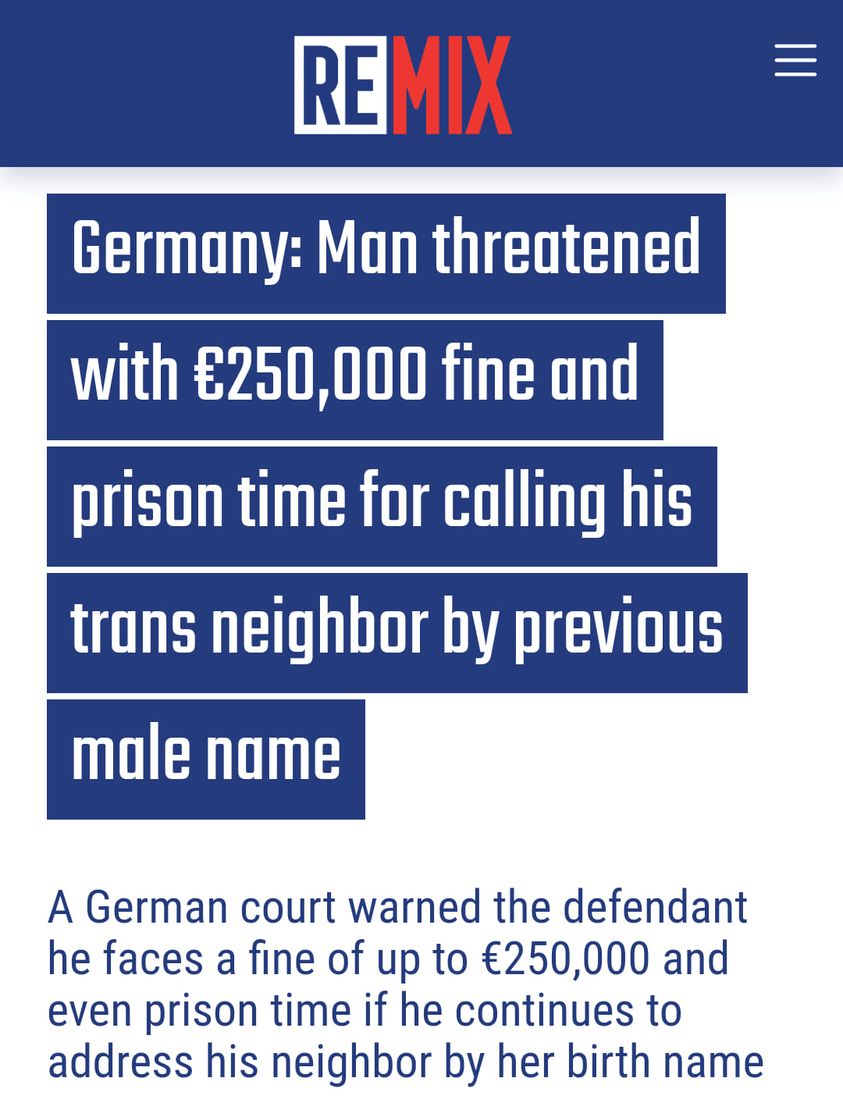 REMIX
Germany: Man threatened
with €250,000 fine and
prison time for calling his
trans neighbor by previous
male name
A German court warned the defendant
he faces a fine of up to €250,000 and
even prison time if he continues to
address his neighbor by her birth name